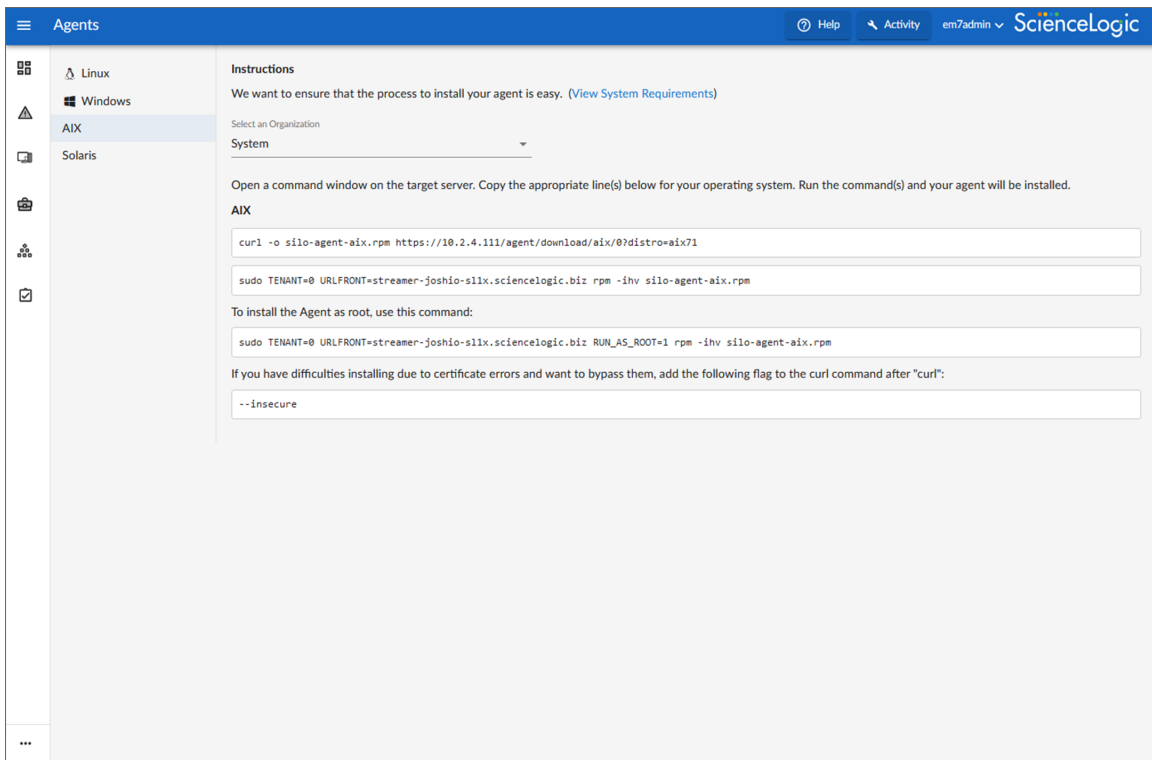 Agents
Help
Activity
em7admin
ScienceLogic
Linux
Windows
AIX
Solaris
Instructions
We want to ensure that the process to install your agent is easy. (View System Requirements)
Select an Organization
System
Open a command window on the target server. Copy the appropriate line(s) below for your operating system. Run the command(s) and your agent will be installed.
AIX
curl -o silo-agent-aix.rpm https://10.2.4.111/agent/download/aix/0?distro=aix71
sudo TENANT=0 URLFRONT=streamer-joshio-sl1x.sciencelogic.biz rpm -ihv silo-agent-aix.rpm
To install the Agent as root, use this command:
sudo TENANT=0 URLFRONT=streamer-joshio-sl1x.sciencelogic.biz RUN_AS_ROOT=1 rpm -ihv silo-agent-aix.rpm
If you have difficulties installing due to certificate errors and want to bypass them, add the following flag to the curl command after "curl":
--insecure